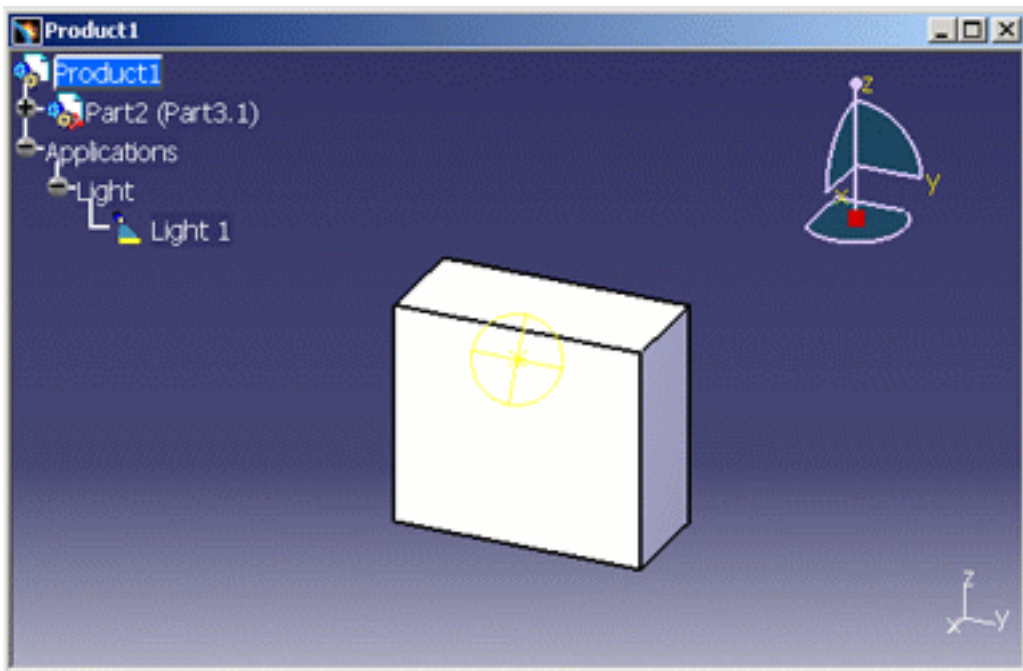 Product1
Product1
Part2 (Part3.1)
Applications
Light
Light 1
z
y
x
z
x
y